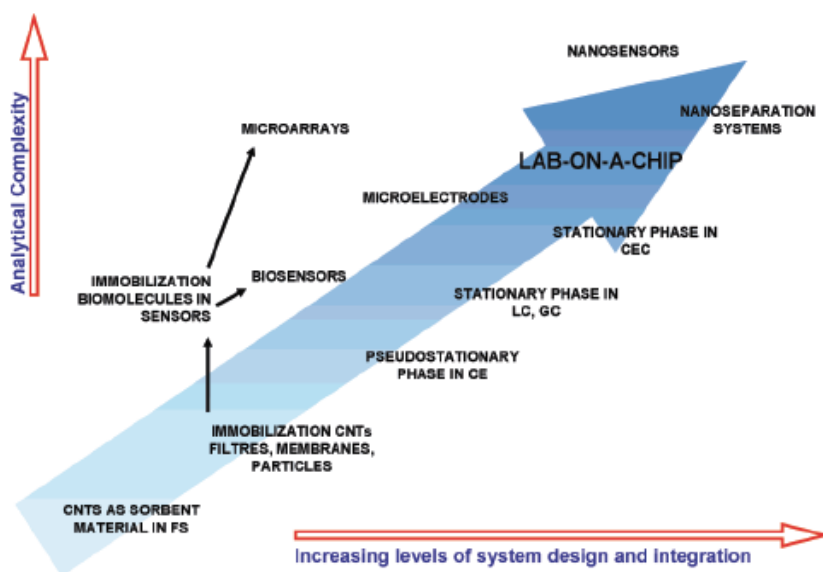 Analytical Complexity
NANOSENSORS
NANOSEPARATION
SYSTEMS
MICROARRAYS
LAB-ON-A-CHIP
MICROELECTRODES
STATIONARY PHASE IN
CEC
IMMOBILIZATION
BIOMOLECULES IN
SENSORS
BIOSENSORS
STATIONARY PHASE IN
LC, GC
PSEUDOSTATIONARY
PHASE IN CE
IMMOBILIZATION CNTs
FILTRES, MEMBRANES,
PARTICLES
CNTS AS SORBENT
MATERIAL IN FS
Increasing levels of system design and integration